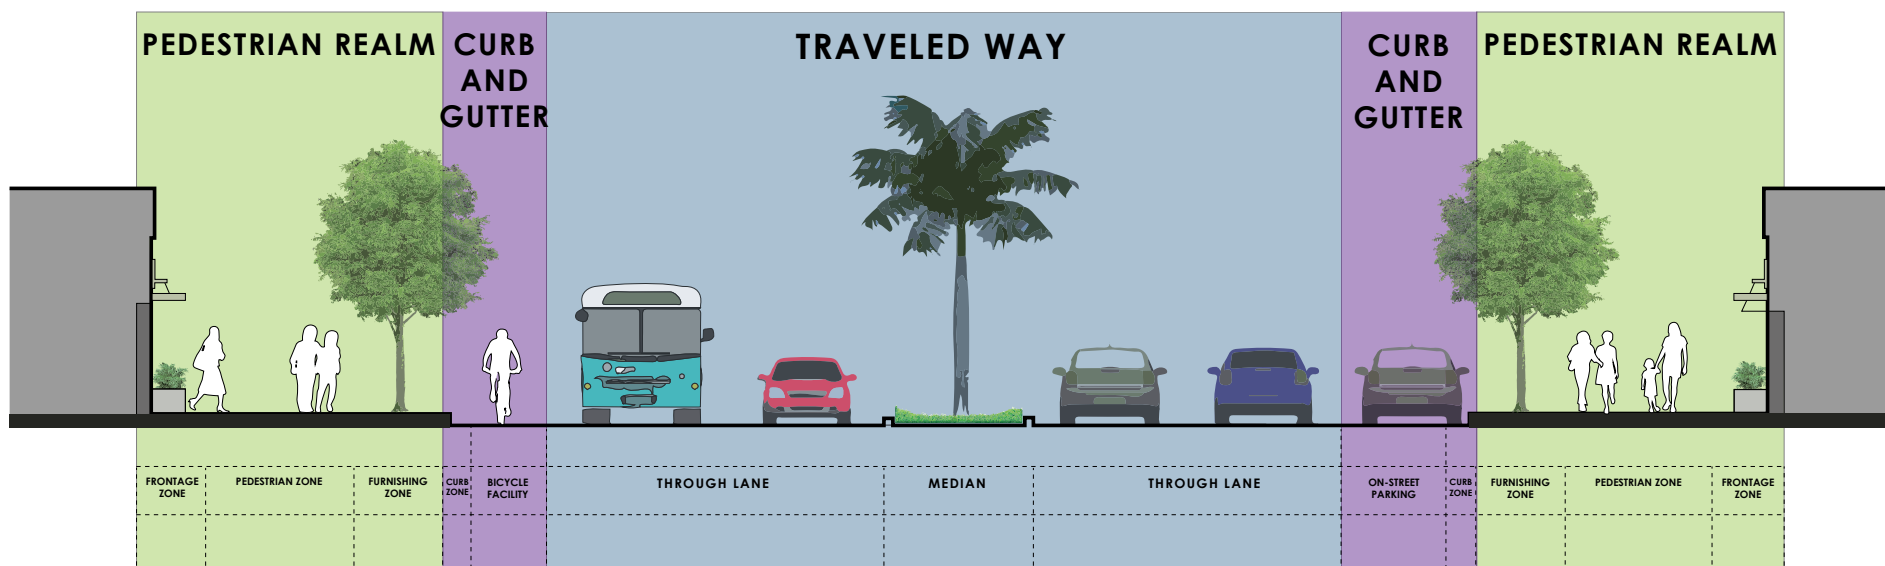 PEDESTRIAN REALM
CURB
AND
GUTTER
TRAVELED WAY
CURB
AND
GUTTER
PEDESTRIAN REALM
FRONTAGE
ZONE
PEDESTRIAN ZONE
FURNISHING
ZONE
CURB
ZONE
BICYCLE
FACILITY
THROUGH LANE
MEDIAN
THROUGH LANE
ON-STREET
PARKING
CURB
ZONE
FURNISHING
ZONE
PEDESTRIAN ZONE
FRONTAGE
ZONE